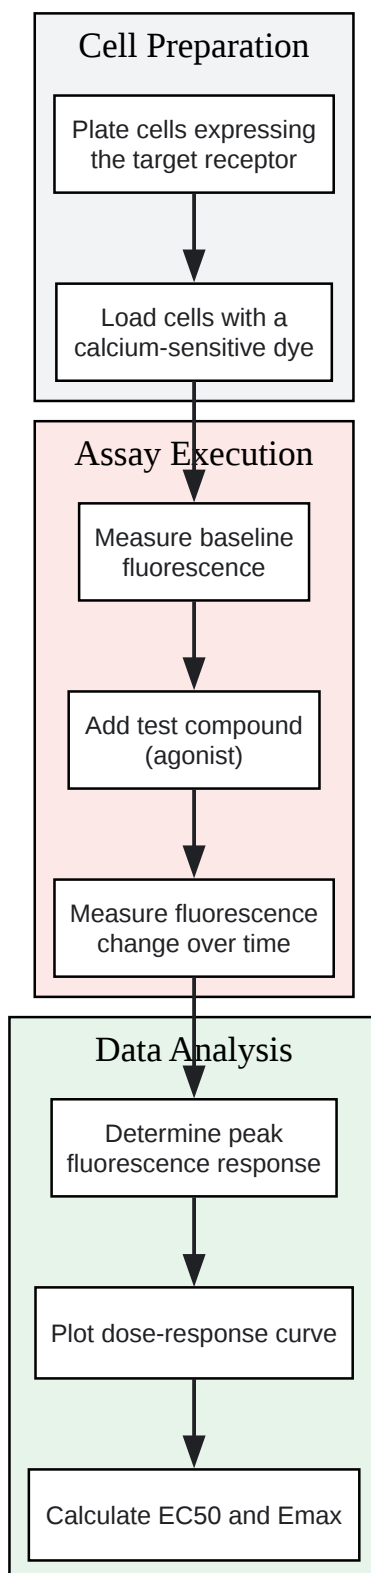 Cell Preparation
Plate cells expressing
the target receptor
Load cells with a
calcium-sensitive dye
Assay Execution
Measure baseline
fluorescence
Add test compound
(agonist)
Measure fluorescence
change over time
Data Analysis
Determine peak
fluorescence response
Plot dose-response curve
Calculate EC50 and Emax